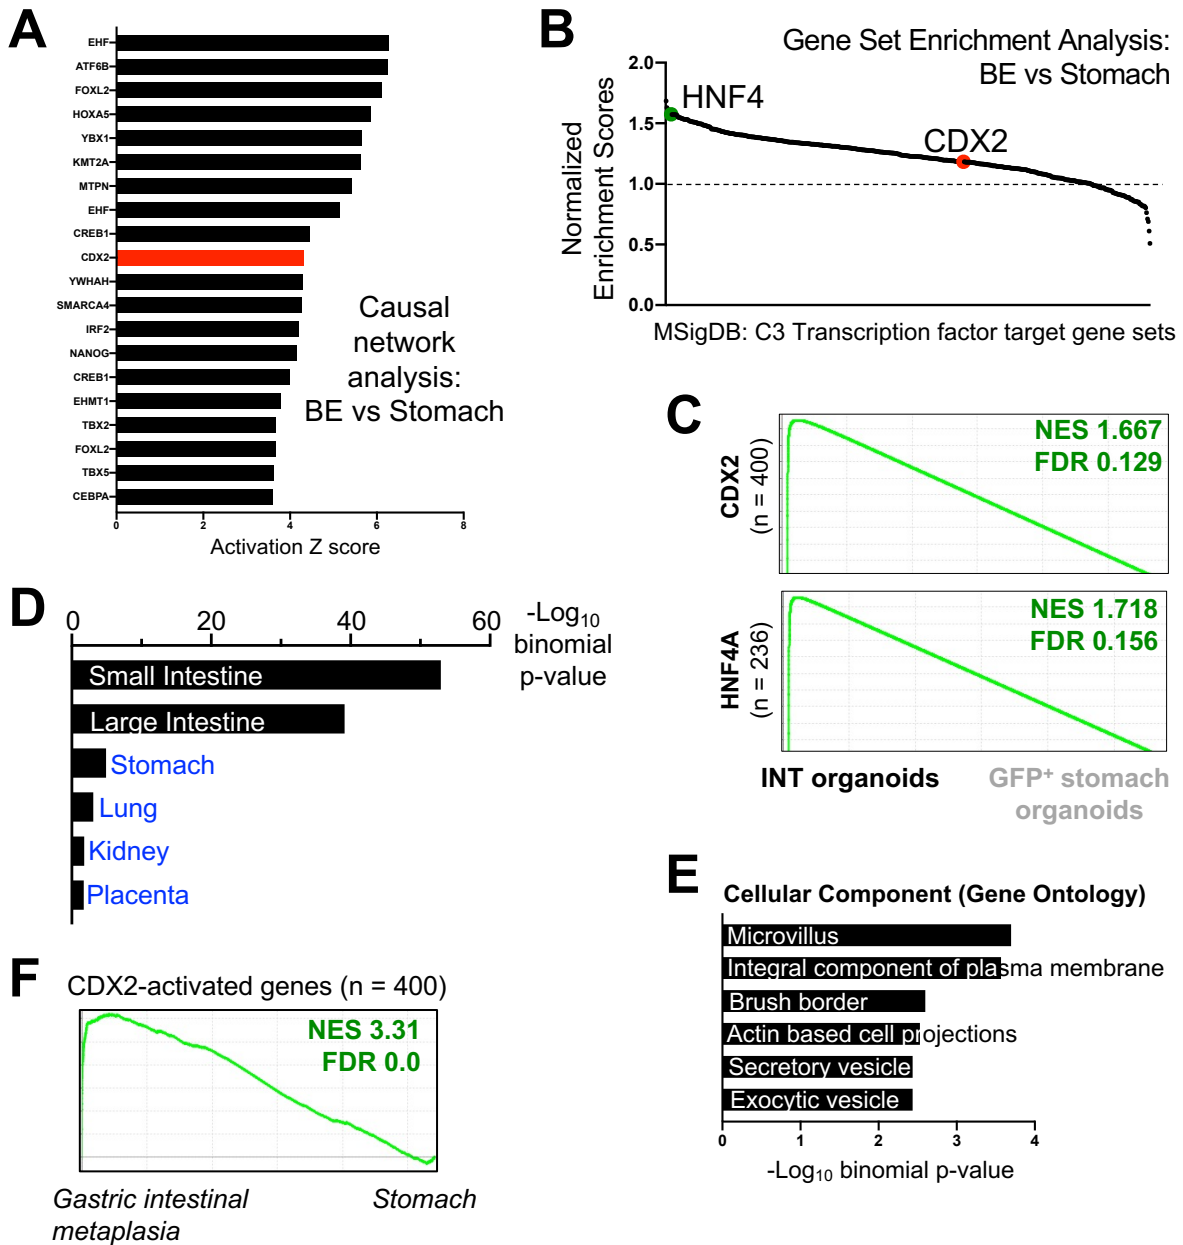 A
EHF
ATF6B
FOXL2
HOXA5
YBX1
KMT2A
MTPN
EHF
CREB1
CDX2
YWHAH
SMARCA4
IRF2
NANOG
CREB1
EHMT1
TBX2
FOXL2
TBX5
CEBPA
0 2 4 6 8
Activation Z score
Causal
network
analysis:
BE vs Stomach
B
Gene Set Enrichment Analysis:
BE vs Stomach
Normalized
Enrichment Scores
2.0
1.5
1.0
0.5
0.0
HNF4
CDX2
MSigDB: C3 Transcription factor target gene sets
C
CDX2
(n = 400)
NES 1.667
FDR 0.129
HNF4A
(n = 236)
NES 1.718
FDR 0.156
INT organoids
GFP⁺ stomach
organoids
D
0 20 40 60
-Log₁₀
binomial
p-value
Small Intestine
Large Intestine
Stomach
Lung
Kidney
Placenta
E
Cellular Component (Gene Ontology)
Microvillus
Integral component of plasma membrane
Brush border
Actin based cell projections
Secretory vesicle
Exocytic vesicle
0 1 2 3 4
-Log₁₀ binomial p-value
F
CDX2-activated genes (n = 400)
NES 3.31
FDR 0.0
Gastric intestinal
metaplasia
Stomach